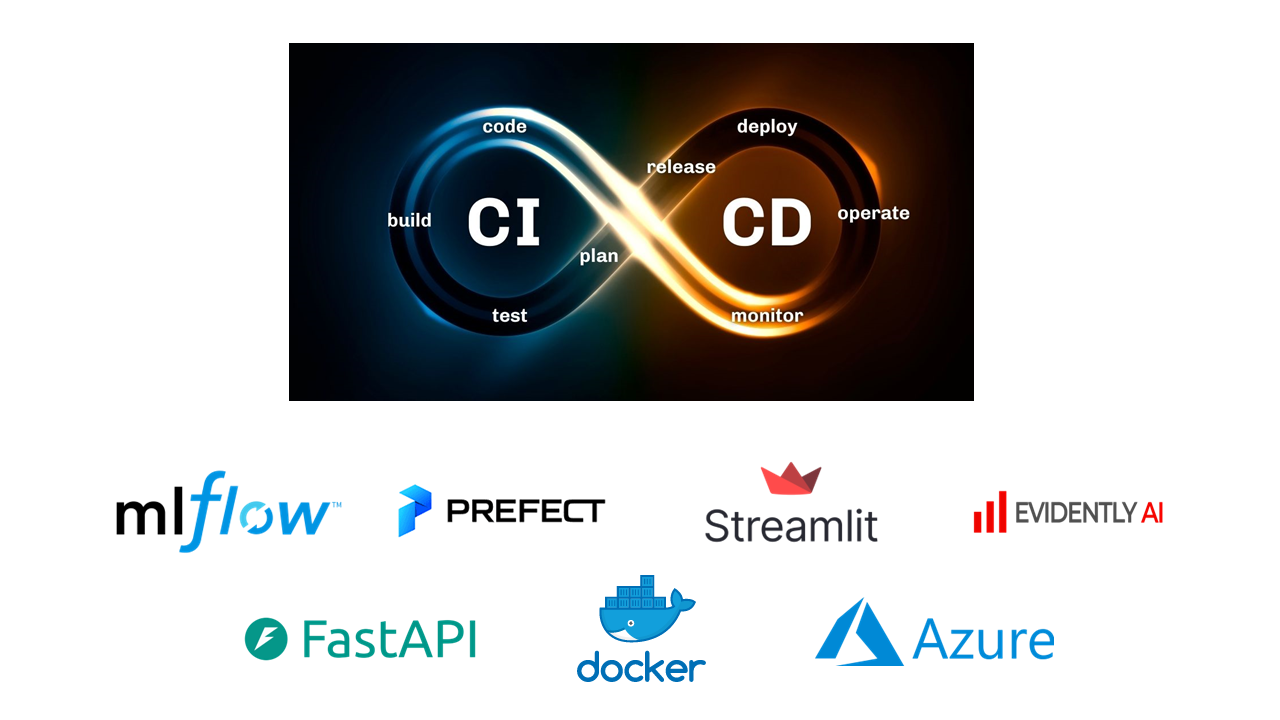 code
deploy
release
CI
CD
build
operate
plan
test
monitor
mlflow™
PREFECT
Streamlit
EVIDENTLY AI
FastAPI
docker
Azure